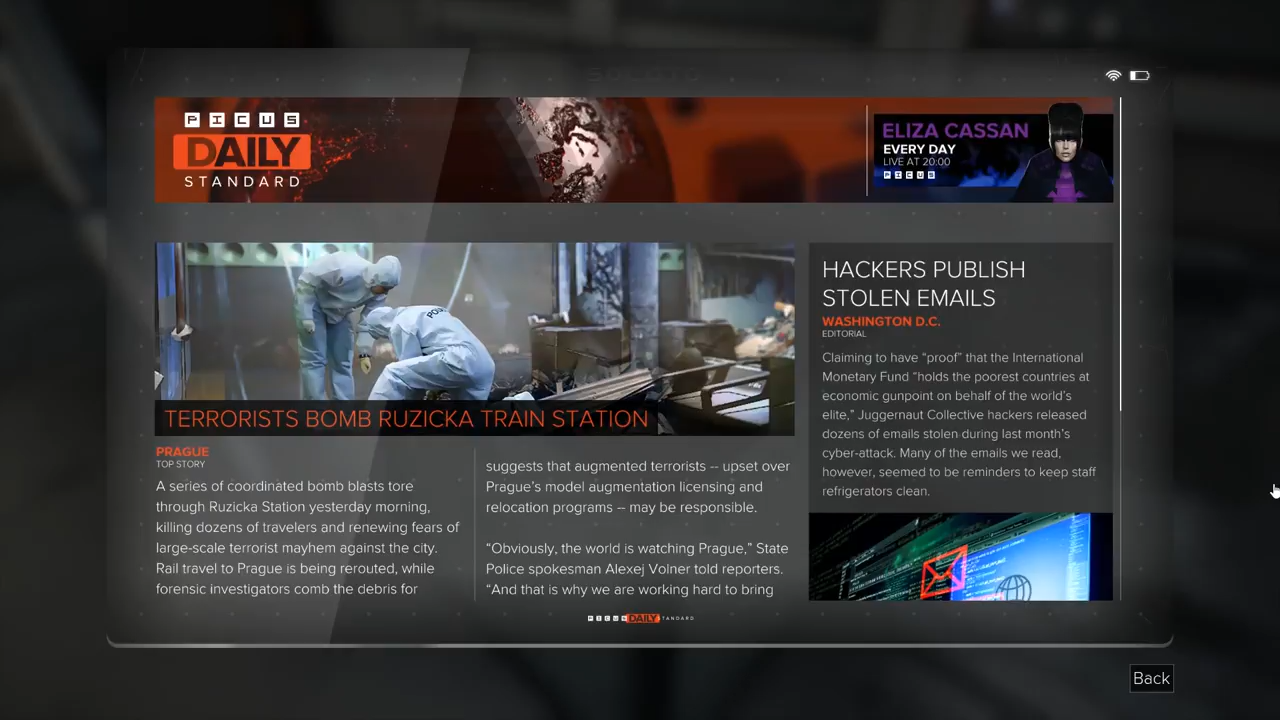 PICUS
DAILY
STANDARD
ELIZA CASSAN
EVERY DAY
LIVE AT 20:00
PICUS
TERRORISTS BOMB RUZICKA TRAIN STATION
PRAGUE
TOP STORY
A series of coordinated bomb blasts tore
through Ruzicka Station yesterday morning,
killing dozens of travelers and renewing fears of
large-scale terrorist mayhem against the city.
Rail travel to Prague is being rerouted, while
forensic investigators comb the debris for
suggests that augmented terrorists -- upset over
Prague's model augmentation licensing and
relocation programs -- may be responsible.
“Obviously, the world is watching Prague,” State
Police spokesman Alexej Volner told reporters.
“And that is why we are working hard to bring
HACKERS PUBLISH
STOLEN EMAILS
WASHINGTON D.C.
EDITORIAL
Claiming to have “proof” that the International
Monetary Fund “holds the poorest countries at
economic gunpoint on behalf of the world's
elite,” Juggernaut Collective hackers released
dozens of emails stolen during last month's
cyber-attack. Many of the emails we read,
however, seemed to be reminders to keep staff
refrigerators clean.
PICUS DAILY STANDARD
Back